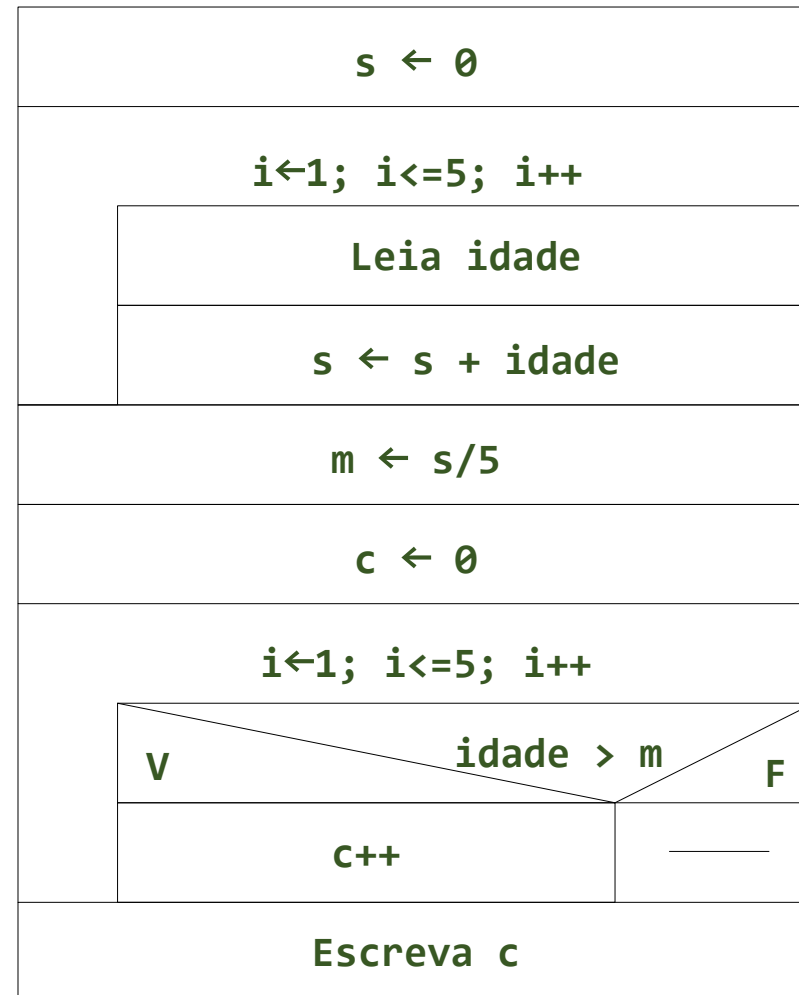 s ← 0
i←1; i<=5; i++
Leia idade
s ← s + idade
m ← s/5
c ← 0
i←1; i<=5; i++
V idade > m F
c++
Escreva c